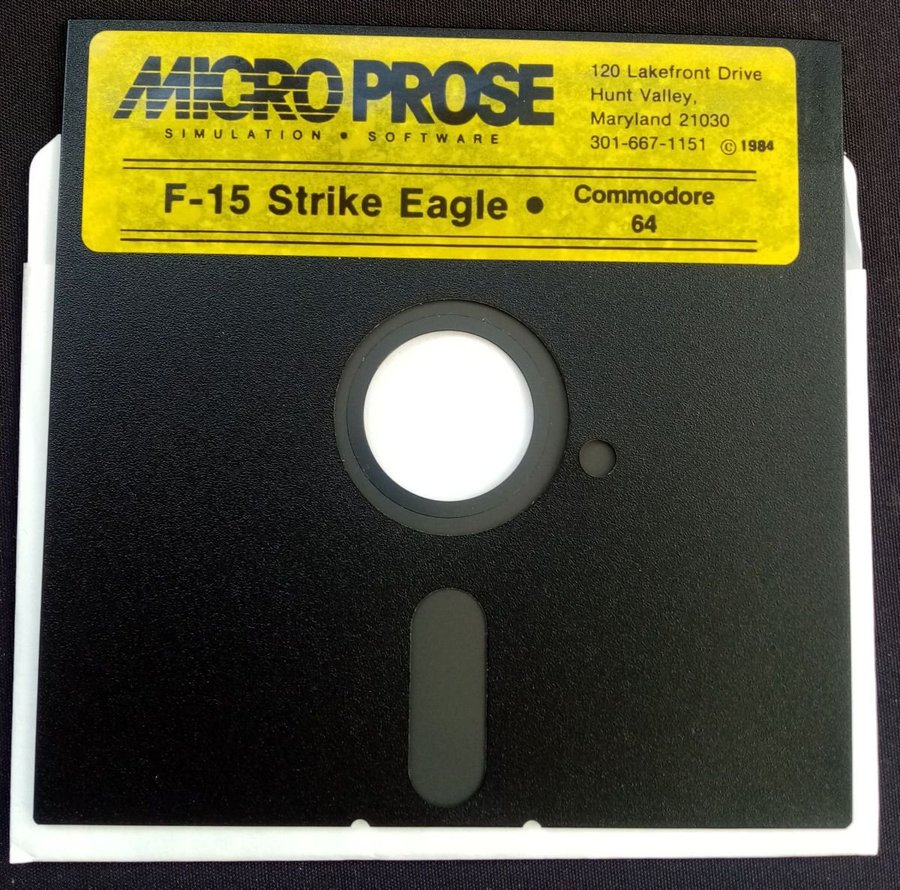 MICRO PROSE
SIMULATION • SOFTWARE
120 Lakefront Drive
Hunt Valley,
Maryland 21030
301-667-1151 © 1984
F-15 Strike Eagle • Commodore
64